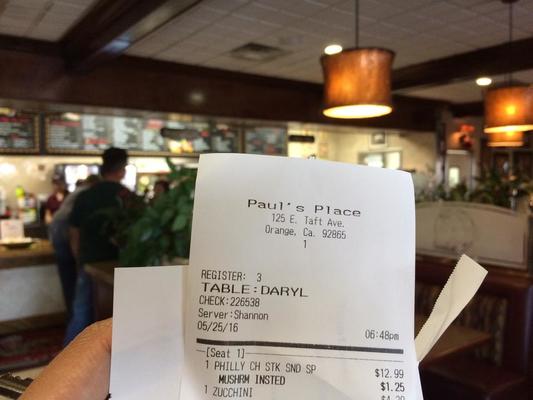 Paul's Place
125 E. Taft Ave.
Orange, Ca. 92865
1
REGISTER: 3
TABLE:DARYL
CHECK:226538
Server:Shannon
05/25/16 06:48pm
[Seat 1]
1 PHILLY CH STK SND SP $12.99
MUSHRM INSTED $1.25
1 ZUCCHINI